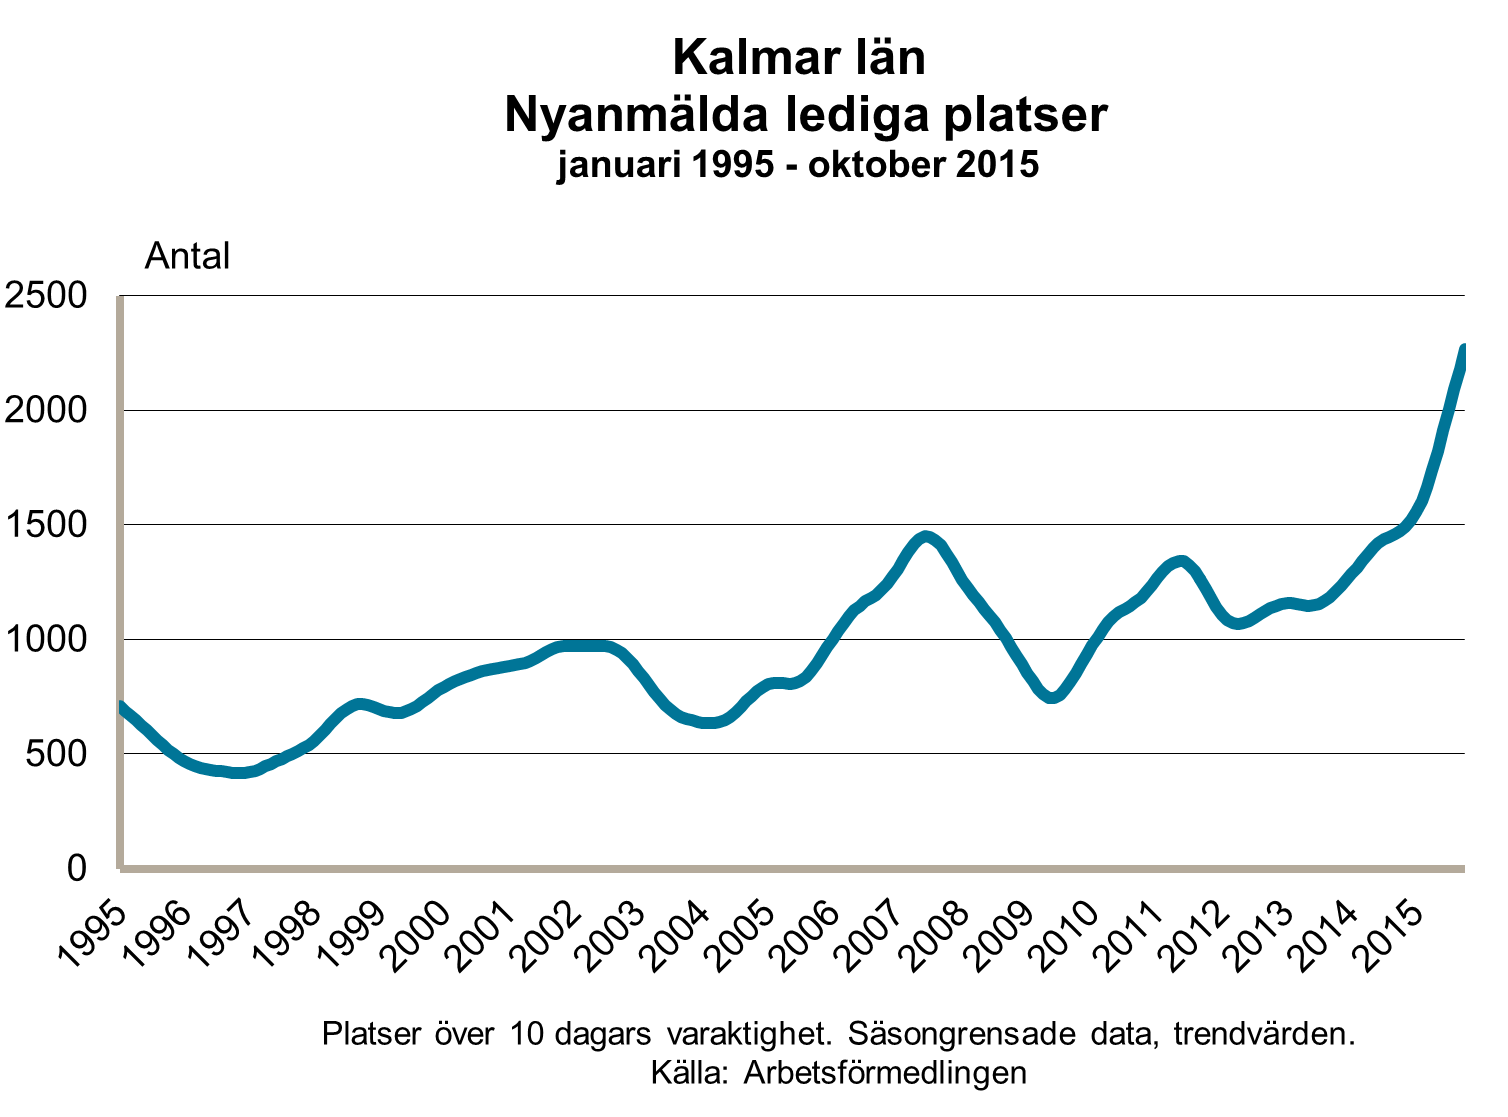 Kalmar län
Nyanmälda lediga platser
januari 1995 - oktober 2015
Antal
2500
2000
1500
1000
500
0
1995 1996 1997 1998 1999 2000 2001 2002 2003 2004 2005 2006 2007 2008 2009 2010 2011 2012 2013 2014 2015
Platser över 10 dagars varaktighet. Säsongrensade data, trendvärden.
Källa: Arbetsförmedlingen